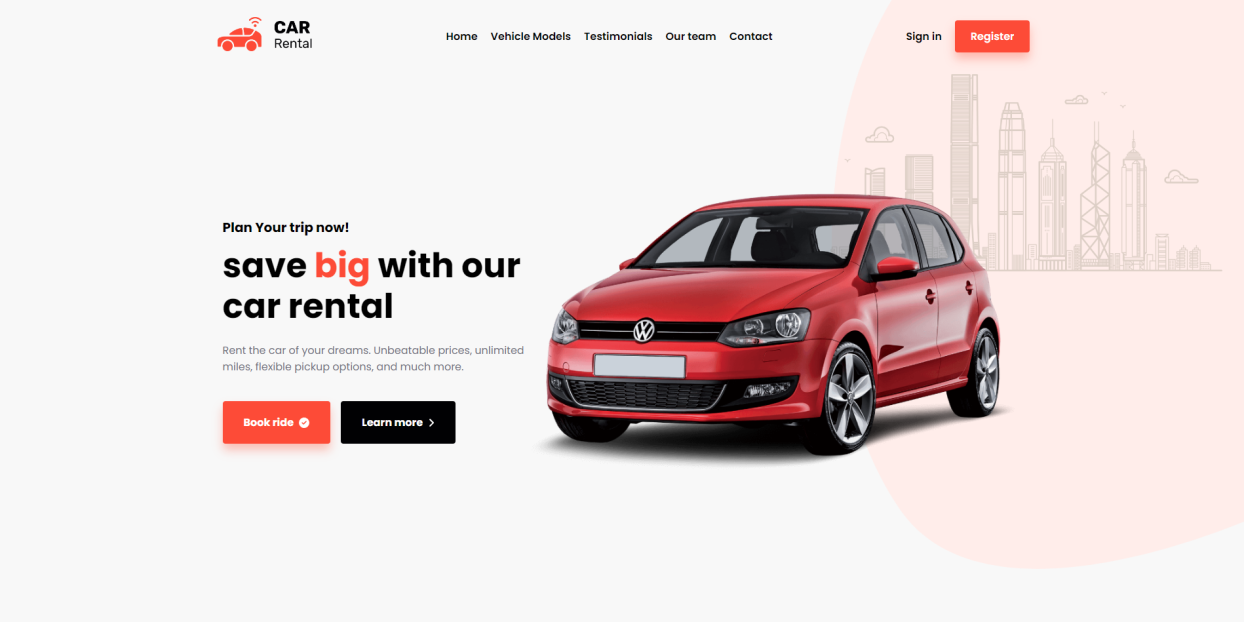 CAR
Rental
Home Vehicle Models Testimonials Our team Contact
Sign in Register
Plan Your trip now!
save big with our
car rental
Rent the car of your dreams. Unbeatable prices, unlimited
miles, flexible pickup options, and much more.
Book ride Learn more